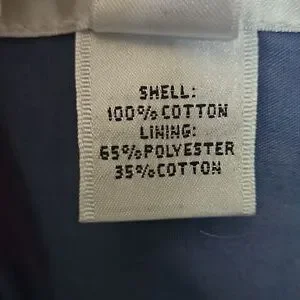 SHELL:
100% COTTON
LINING:
65% POLYESTER
35% COTTON